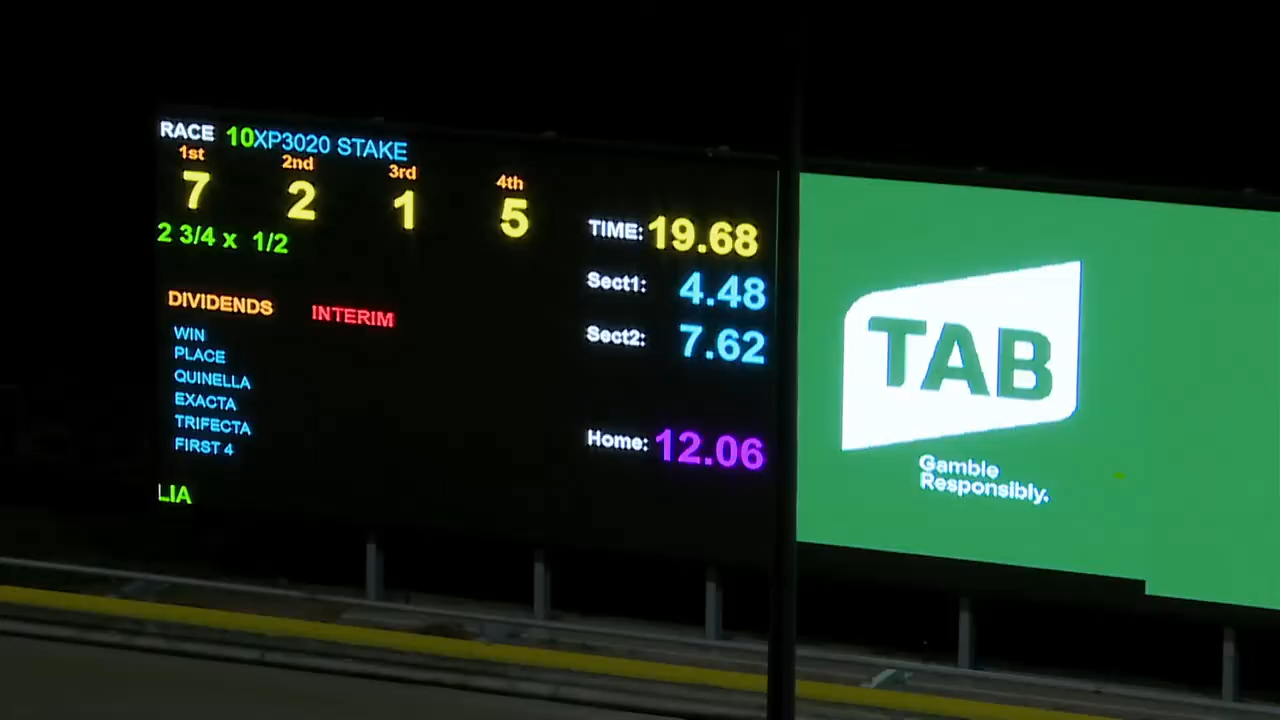 RACE 10XP3020 STAKE
1st 2nd 3rd 4th
7 2 1 5
2 3/4 x 1/2
TIME: 19.68
Sect1: 4.48
Sect2: 7.62
Home: 12.06
DIVIDENDS INTERIM
WIN
PLACE
QUINELLA
EXACTA
TRIFECTA
FIRST 4
LIA
TAB
Gamble
Responsibly.